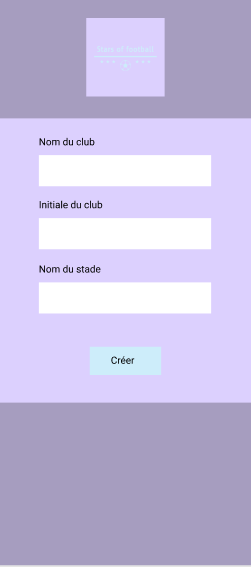 Nom du club
Initiale du club
Nom du stade
Créer